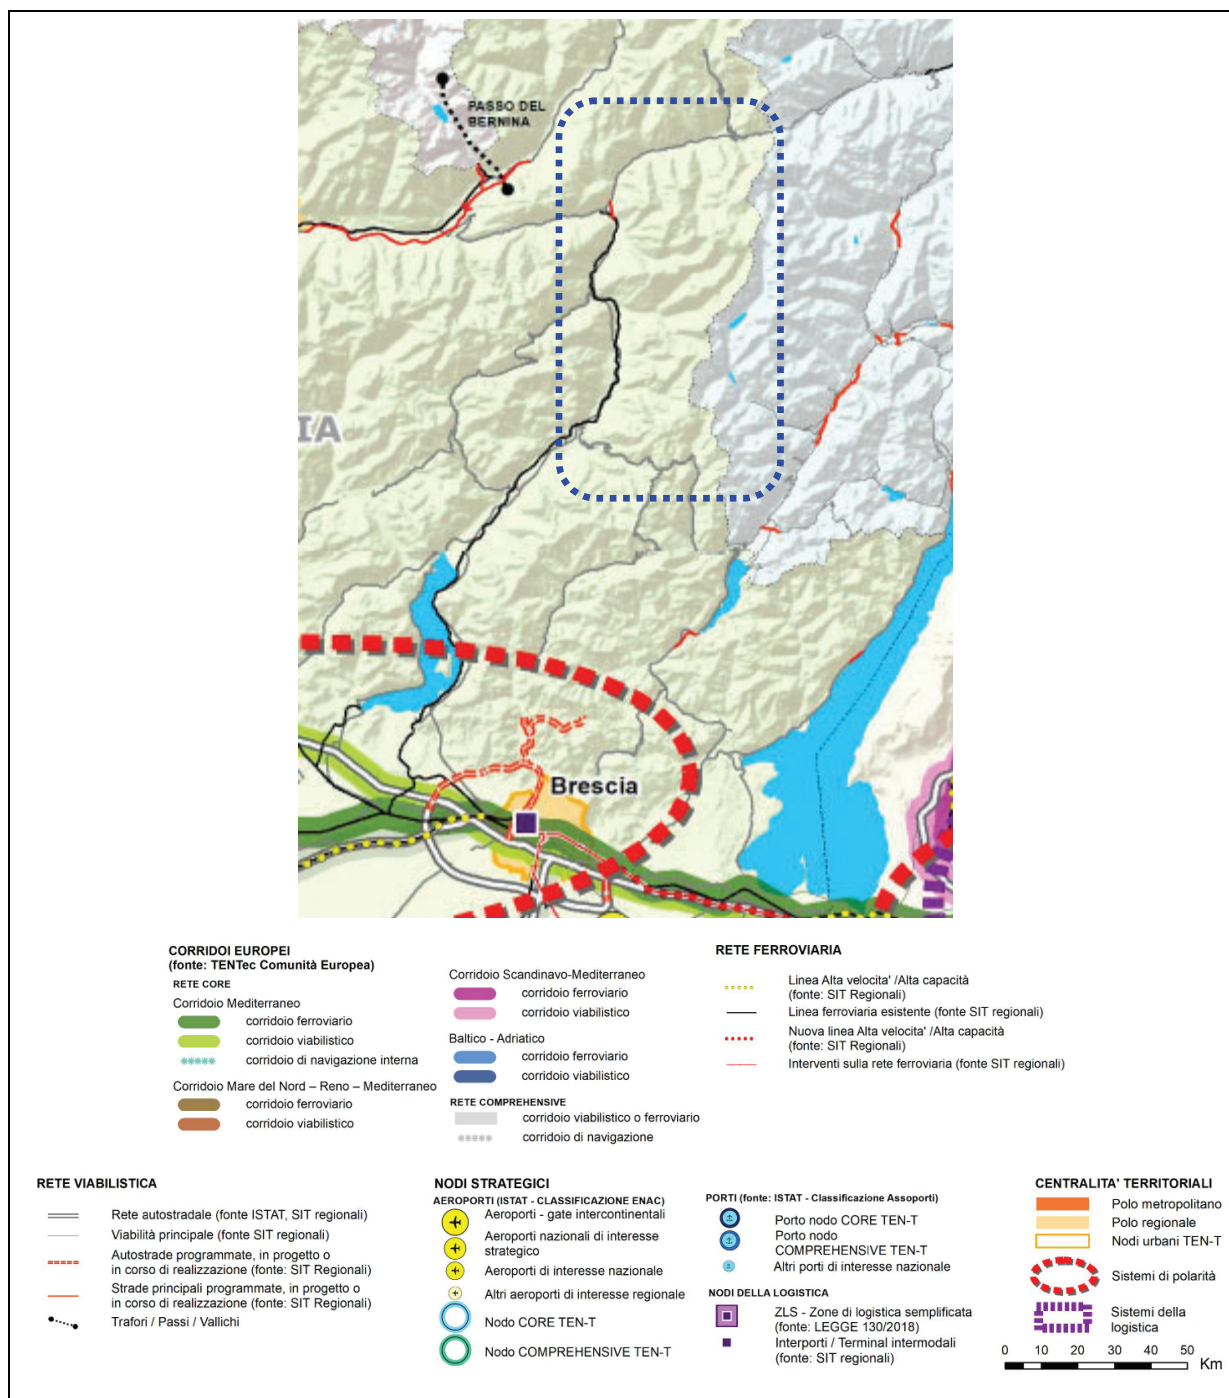 PASSO DEL
BERNINA
IA
Brescia
CORRIDOI EUROPEI
(fonte: TENTec Comunità Europea)
RETE CORE
Corridoio Mediterraneo
corridoio ferroviario
corridoio viabilistico
corridoio di navigazione interna
Corridoio Mare del Nord – Reno – Mediterraneo
corridoio ferroviario
corridoio viabilistico
Corridoio Scandinavo-Mediterraneo
corridoio ferroviario
corridoio viabilistico
Baltico - Adriatico
corridoio ferroviario
corridoio viabilistico
RETE COMPREHENSIVE
corridoio viabilistico o ferroviario
corridoio di navigazione
RETE FERROVIARIA
Linea Alta velocita' /Alta capacità
(fonte: SIT Regionali)
Linea ferroviaria esistente (fonte SIT regionali)
Nuova linea Alta velocita' /Alta capacità
(fonte: SIT Regionali)
Interventi sulla rete ferroviaria (fonte SIT regionali)
RETE VIABILISTICA
Rete autostradale (fonte ISTAT, SIT regionali)
Viabilità principale (fonte SIT regionali)
Autostrade programmate, in progetto o
in corso di realizzazione (fonte: SIT Regionali)
Strade principali programmate, in progetto o
in corso di realizzazione (fonte: SIT Regionali)
Trafori / Passi / Vallichi
NODI STRATEGICI
AEROPORTI (ISTAT - CLASSIFICAZIONE ENAC)
Aeroporti - gate intercontinentali
Aeroporti nazionali di interesse
strategico
Aeroporti di interesse nazionale
Altri aeroporti di interesse regionale
Nodo CORE TEN-T
Nodo COMPREHENSIVE TEN-T
PORTI (fonte: ISTAT - Classificazione Assoporti)
Porto nodo CORE TEN-T
Porto nodo
COMPREHENSIVE TEN-T
Altri porti di interesse nazionale
NODI DELLA LOGISTICA
ZLS - Zone di logistica semplificata
(fonte: LEGGE 130/2018)
Interporti / Terminal intermodali
(fonte: SIT regionali)
CENTRALITA' TERRITORIALI
Polo metropolitano
Polo regionale
Nodi urbani TEN-T
Sistemi di polarità
Sistemi della
logistica
0 10 20 30 40 50
Km